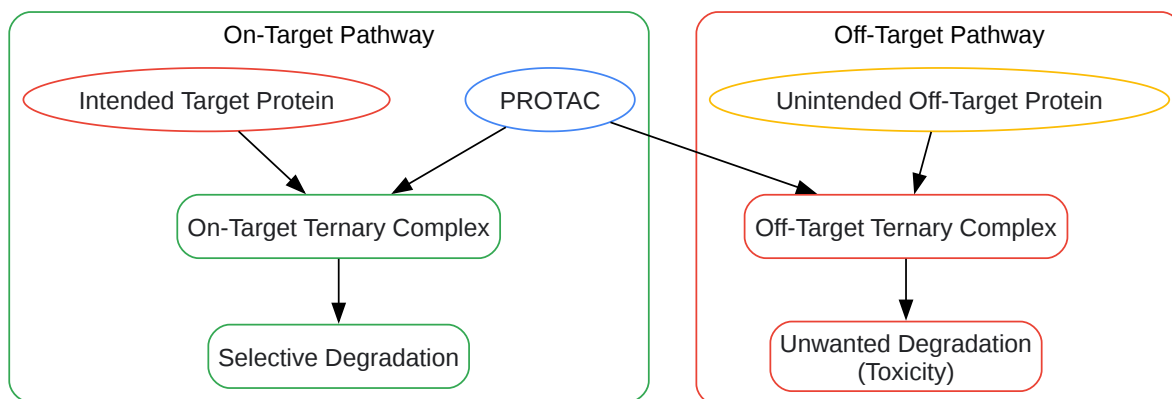 On-Target Pathway
Off-Target Pathway
Intended Target Protein
PROTAC
Unintended Off-Target Protein
On-Target Ternary Complex
Off-Target Ternary Complex
Selective Degradation
Unwanted Degradation
(Toxicity)